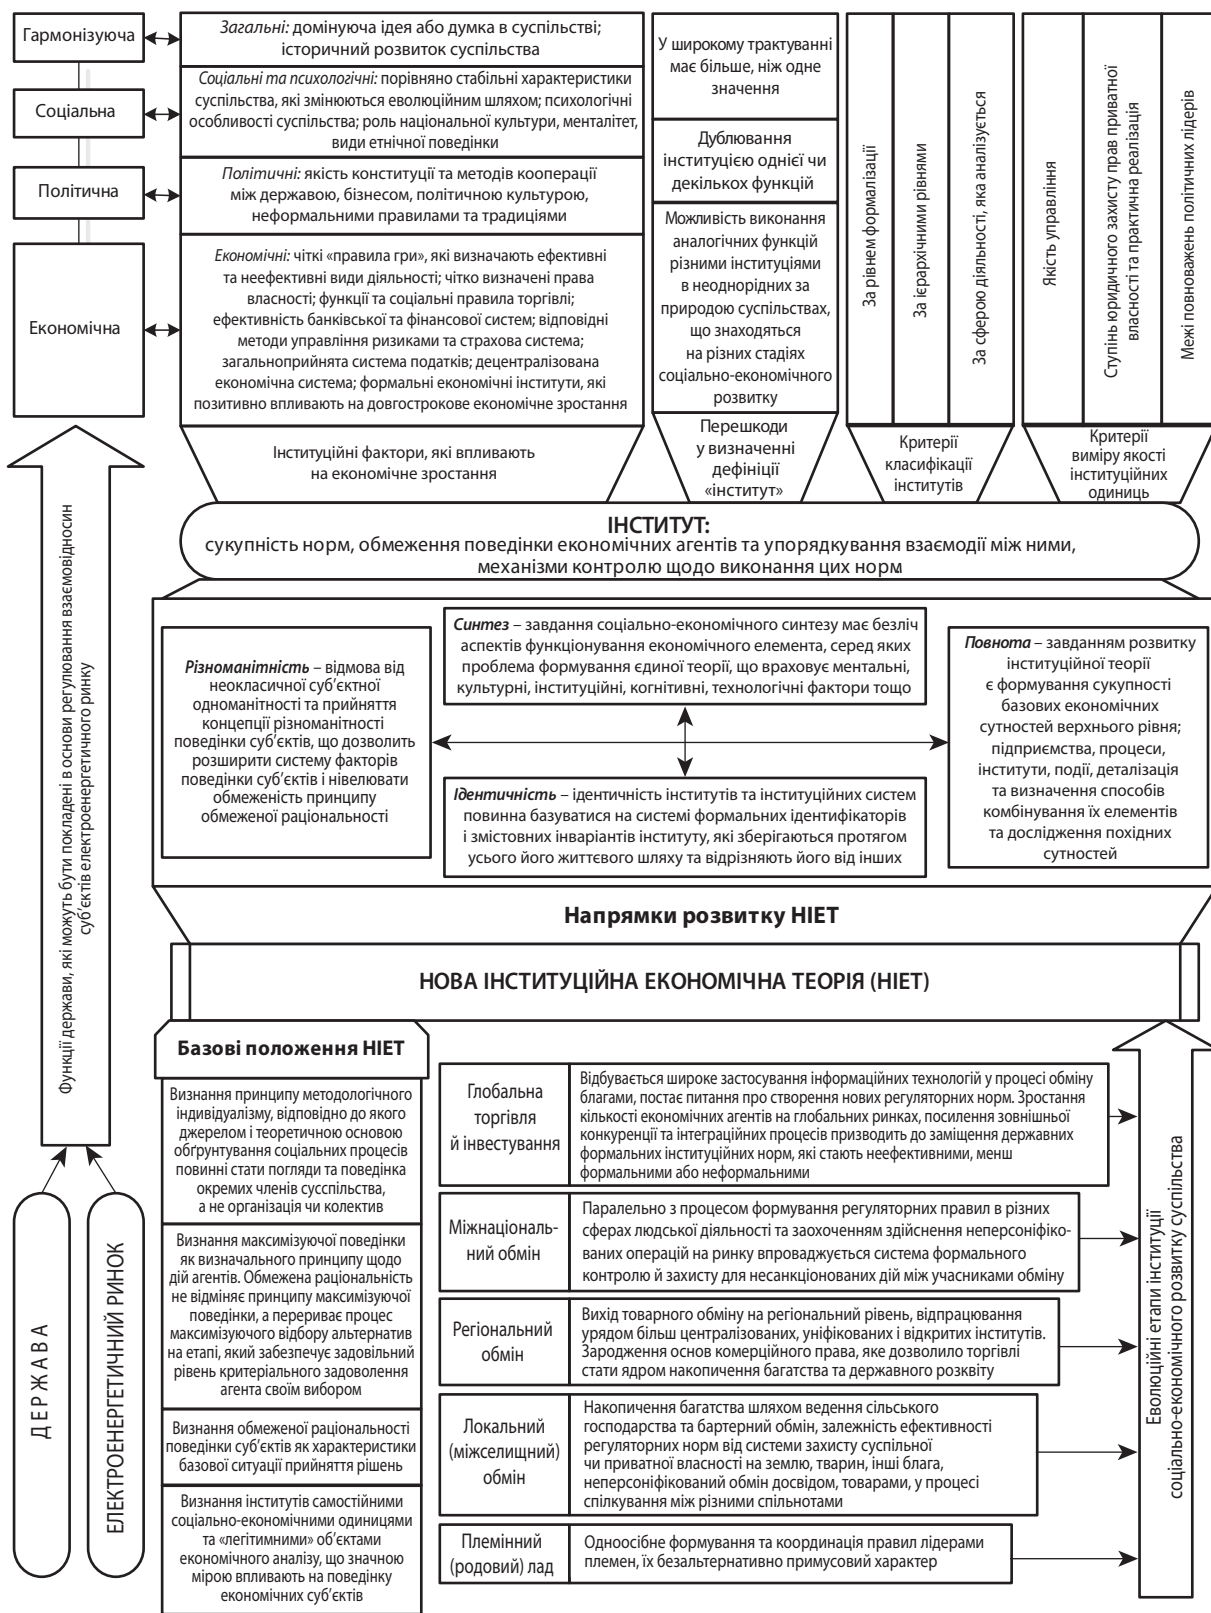 Гармонізуюча
Соціальна
Політична
Економічна
Загальні: домінуюча ідея або думка в суспільстві;
історичний розвиток суспільства
Соціальні та психологічні: порівняно стабільні характеристики
суспільства, які змінюються еволюційним шляхом; психологічні
особливості суспільства; роль національної культури, менталітет,
види етнічної поведінки
Політичні: якість конституції та методів кооперації
між державою, бізнесом, політичною культурою,
неформальними правилами та традиціями
Економічні: чіткі «правила гри», які визначають ефективні
та неефективні види діяльності; чітко визначені права
власності; функції та соціальні правила торгівлі;
ефективність банківської та фінансової систем; відповідні
методи управління ризиками та страхова система;
загальноприйнята система податків; децентралізована
економічна система; формальні економічні інститути, які
позитивно впливають на довгострокове економічне зростання
Інституційні фактори, які впливають
на економічне зростання
У широкому трактуванні
має більше, ніж одне
значення
Дублювання
інституцією однієї чи
декількох функцій
Можливість виконання
аналогічних функцій
різними інституціями
в неоднорідних за
природою суспільствах,
що знаходяться
на різних стадіях
соціально-економічного
розвитку
Перешкоди
у визначенні
дефініції
«інститут»
За рівнем формалізації
За ієрархічними рівнями
За сферою діяльності, яка аналізується
Критерії
класифікації
інститутів
Якість управління
Ступінь юридичного захисту прав приватної
власності та практична реалізація
Межі повноважень політичних лідерів
Критерії
виміру якості
інституційних
одиниць
ІНСТИТУТ:
сукупність норм, обмеження поведінки економічних агентів та упорядкування взаємодії між ними,
механізми контролю щодо виконання цих норм
Різноманітність – відмова від
неокласичної суб’єктної
одноманітності та прийняття
концепції різноманітності
поведінки суб’єктів, що дозволить
розширити систему факторів
поведінки суб’єктів і нівелювати
обмеженість принципу
обмеженої раціональності
Синтез – завдання соціально-економічного синтезу має безліч
аспектів функціонування економічного елемента, серед яких
проблема формування єдиної теорії, що враховує ментальні,
культурні, інституційні, когнітивні, технологічні фактори тощо
Ідентичність – ідентичність інститутів та інституційних систем
повинна базуватися на системі формальних ідентифікаторів
і змістовних інваріантів інституту, які зберігаються протягом
усього його життєвого шляху та відрізняють його від інших
Повнота – завданням розвитку
інституційної теорії
є формування сукупності
базових економічних
сутностей верхнього рівня;
підприємства, процеси,
інститути, події, деталізація
та визначення способів
комбінування їх елементів
та дослідження похідних
сутностей
Напрямки розвитку НІЕТ
НОВА ІНСТИТУЦІЙНА ЕКОНОМІЧНА ТЕОРІЯ (НІЕТ)
Функції держави, які можуть бути покладені в основи регулювання взаємовідносин
суб’єктів електроенергетичного ринку
ДЕРЖАВА
ЕЛЕКТРОЕНЕРГЕТИЧНИЙ РИНОК
Базові положення НІЕТ
Визнання принципу методологічного
індивідуалізму, відповідно до якого
джерелом і теоретичною основою
обґрунтування соціальних процесів
повинні стати погляди та поведінка
окремих членів сусспільства,
а не організація чи колектив
Визнання максимізуючої поведінки
як визначального принципу щодо
дій агентів. Обмежена раціональність
не відміняє принципу максимізуючої
поведінки, а перериває процес
максимізуючого відбору альтернатив
на етапі, який забезпечує задовільний
рівень критеріального задоволення
агента своїм вибором
Визнання обмеженої раціональності
поведінки суб’єктів як характеристики
базової ситуації прийняття рішень
Визнання інститутів самостійними
соціально-економічними одиницями
та «легітимними» об’єктами
економічного аналізу, що значною
мірою впливають на поведінку
економічних суб’єктів
Глобальна
торгівля
й інвестування
Відбувається широке застосування інформаційних технологій у процесі обміну
благами, постає питання про створення нових регуляторних норм. Зростання
кількості економічних агентів на глобальних ринках, посилення зовнішньої
конкуренції та інтеграційних процесів призводить до заміщення державних
формальних інституційних норм, які стають неефективними, менш
формальними або неформальними
Міжнаціональ-
ний обмін
Паралельно з процесом формування регуляторних правил в різних
сферах людської діяльності та заохоченням здійснення неперсоніфіко-
ваних операцій на ринку впроваджується система формального
контролю й захисту для несанкціонованих дій між учасниками обміну
Регіональний
обмін
Вихід товарного обміну на регіональний рівень, відпрацювання
урядом більш централізованих, уніфікованих і відкритих інститутів.
Зародження основ комерційного права, яке дозволило торгівлі
стати ядром накопичення багатства та державного розквіту
Локальний
(міжселищний)
обмін
Накопичення багатства шляхом ведення сільського
господарства та бартерний обмін, залежність ефективності
регуляторних норм від системи захисту суспільної
чи приватної власності на землю, тварин, інші блага,
неперсоніфікований обмін досвідом, товарами, у процесі
спілкування між різними спільнотами
Племінний
(родовий) лад
Одноосібне формування та координація правил лідерами
племен, їх безальтернативно примусовий характер
Еволюційні етапи інституції
соціально-економічного розвитку суспільства